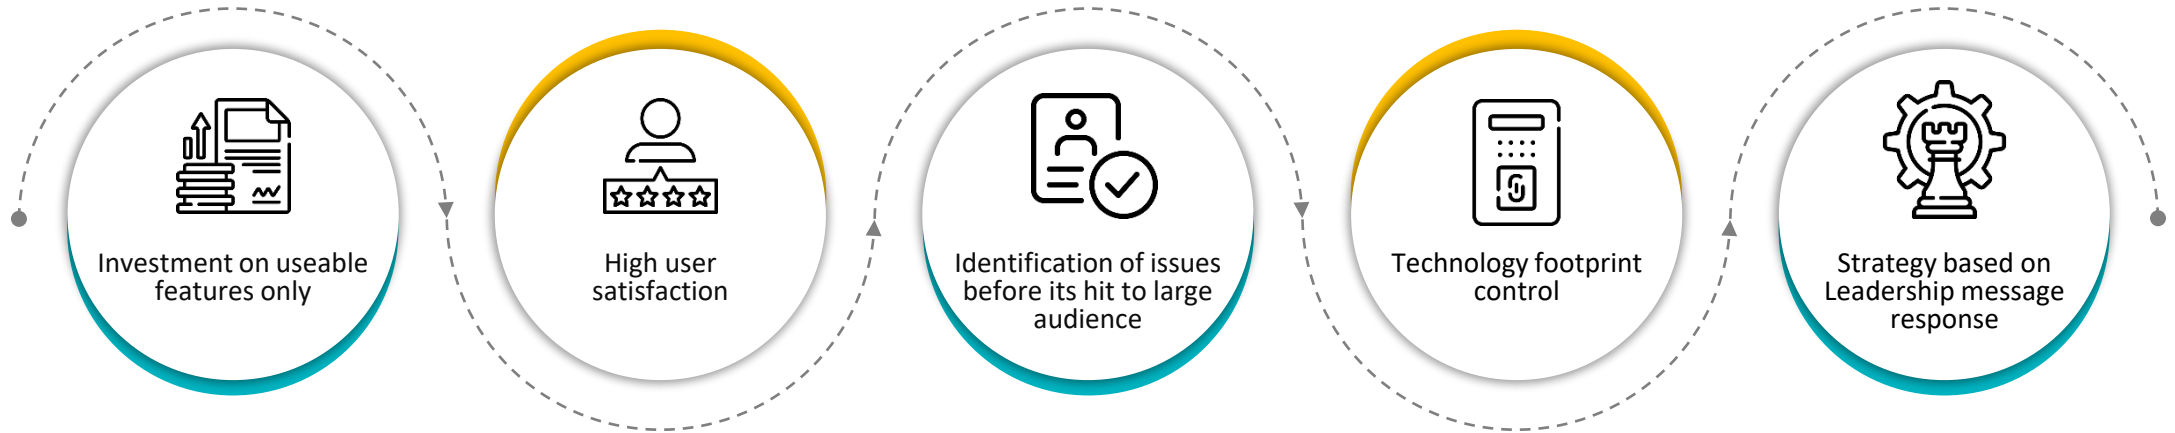 Investment on useable
features only
High user
satisfaction
Identification of issues
before its hit to large
audience
Technology footprint
control
Strategy based on
Leadership message
response